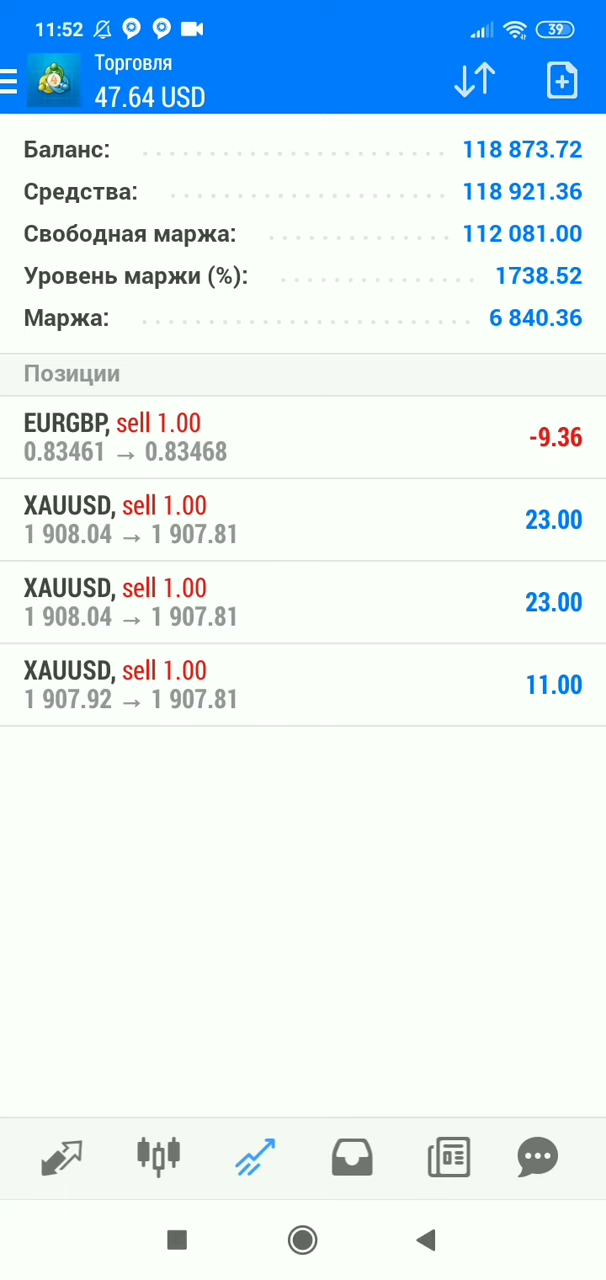 11:52
39
Торговля
47.64 USD
Баланс: 118 873.72
Средства: 118 921.36
Свободная маржа: 112 081.00
Уровень маржи (%): 1738.52
Маржа: 6 840.36
Позиции
EURGBP, sell 1.00
0.83461 → 0.83468
-9.36
XAUUSD, sell 1.00
1 908.04 → 1 907.81
23.00
XAUUSD, sell 1.00
1 908.04 → 1 907.81
23.00
XAUUSD, sell 1.00
1 907.92 → 1 907.81
11.00